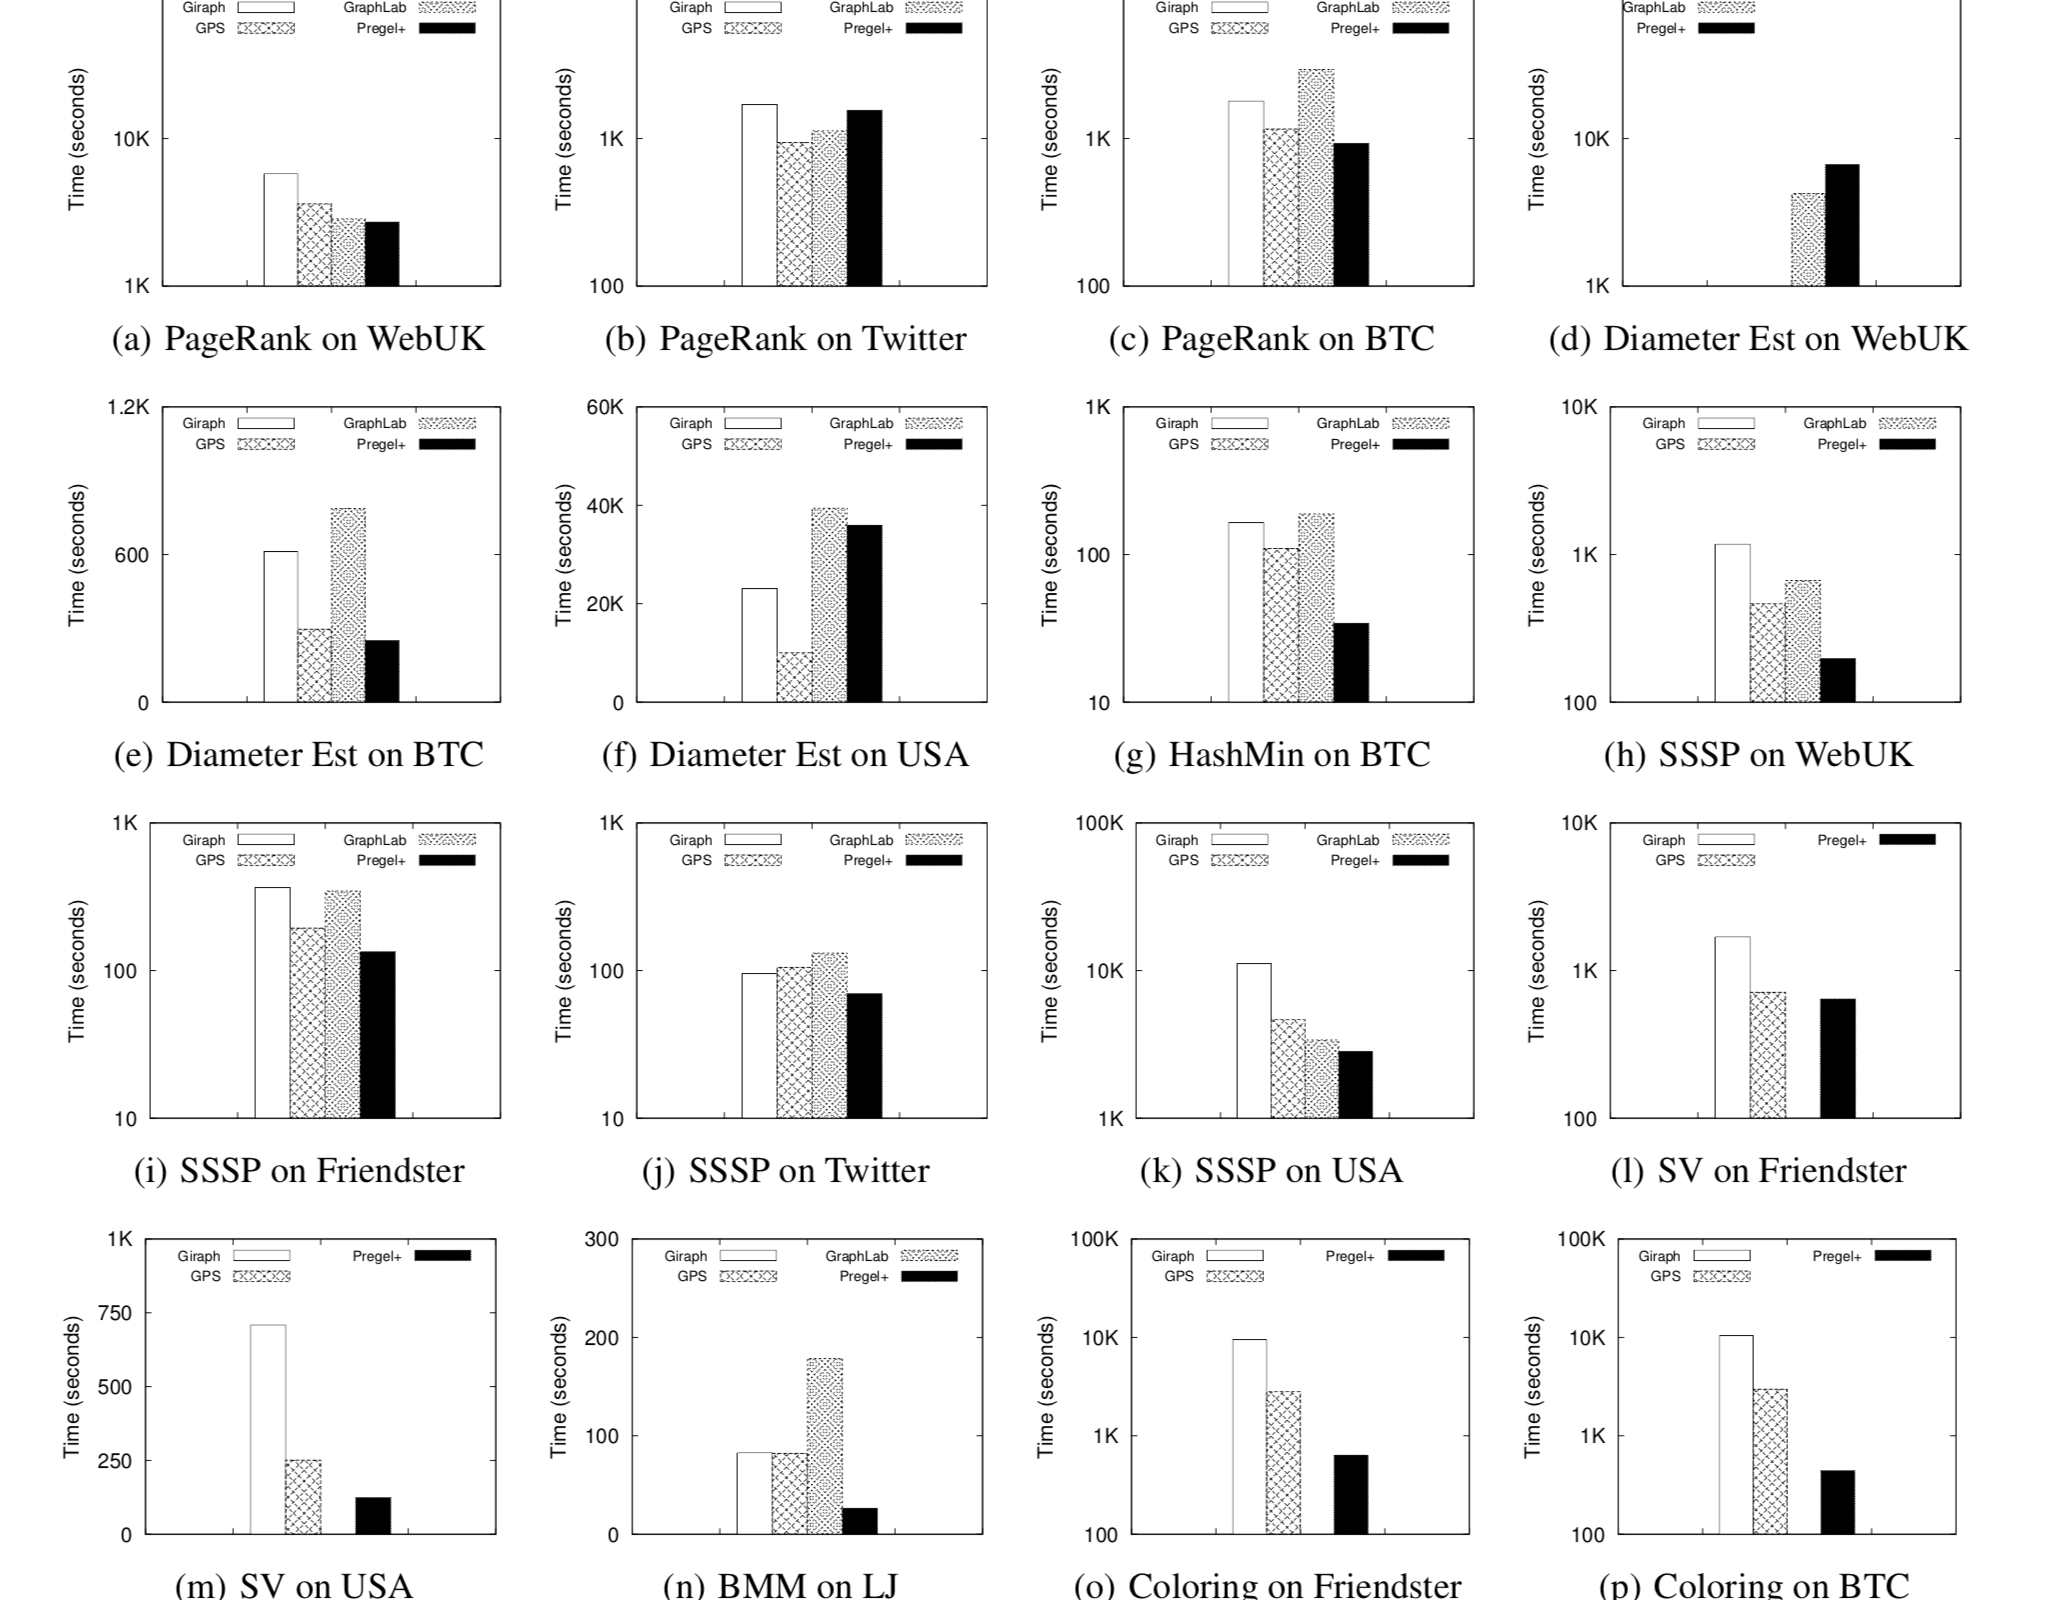 Giraph GraphLab
GPS Pregel+
Time (seconds)
10K
1K
(a) PageRank on WebUK
Giraph GraphLab
GPS Pregel+
Time (seconds)
1K
100
(b) PageRank on Twitter
Giraph GraphLab
GPS Pregel+
Time (seconds)
1K
100
(c) PageRank on BTC
GraphLab
Pregel+
Time (seconds)
10K
1K
(d) Diameter Est on WebUK
1.2K
Giraph GraphLab
GPS Pregel+
Time (seconds)
600
0
(e) Diameter Est on BTC
60K
Giraph GraphLab
GPS Pregel+
40K
Time (seconds)
20K
0
(f) Diameter Est on USA
1K
Giraph GraphLab
GPS Pregel+
Time (seconds)
100
10
(g) HashMin on BTC
10K
Giraph GraphLab
GPS Pregel+
Time (seconds)
1K
100
(h) SSSP on WebUK
1K
Giraph GraphLab
GPS Pregel+
Time (seconds)
100
10
(i) SSSP on Friendster
1K
Giraph GraphLab
GPS Pregel+
Time (seconds)
100
10
(j) SSSP on Twitter
100K
Giraph GraphLab
GPS Pregel+
Time (seconds)
10K
1K
(k) SSSP on USA
10K
Giraph Pregel+
GPS
Time (seconds)
1K
100
(l) SV on Friendster
1K
Giraph Pregel+
GPS
750
Time (seconds)
500
250
0
(m) SV on USA
300
Giraph GraphLab
GPS Pregel+
200
Time (seconds)
100
0
(n) BMM on LJ
100K
Giraph Pregel+
GPS
10K
Time (seconds)
1K
100
(o) Coloring on Friendster
100K
Giraph Pregel+
GPS
10K
Time (seconds)
1K
100
(p) Coloring on BTC